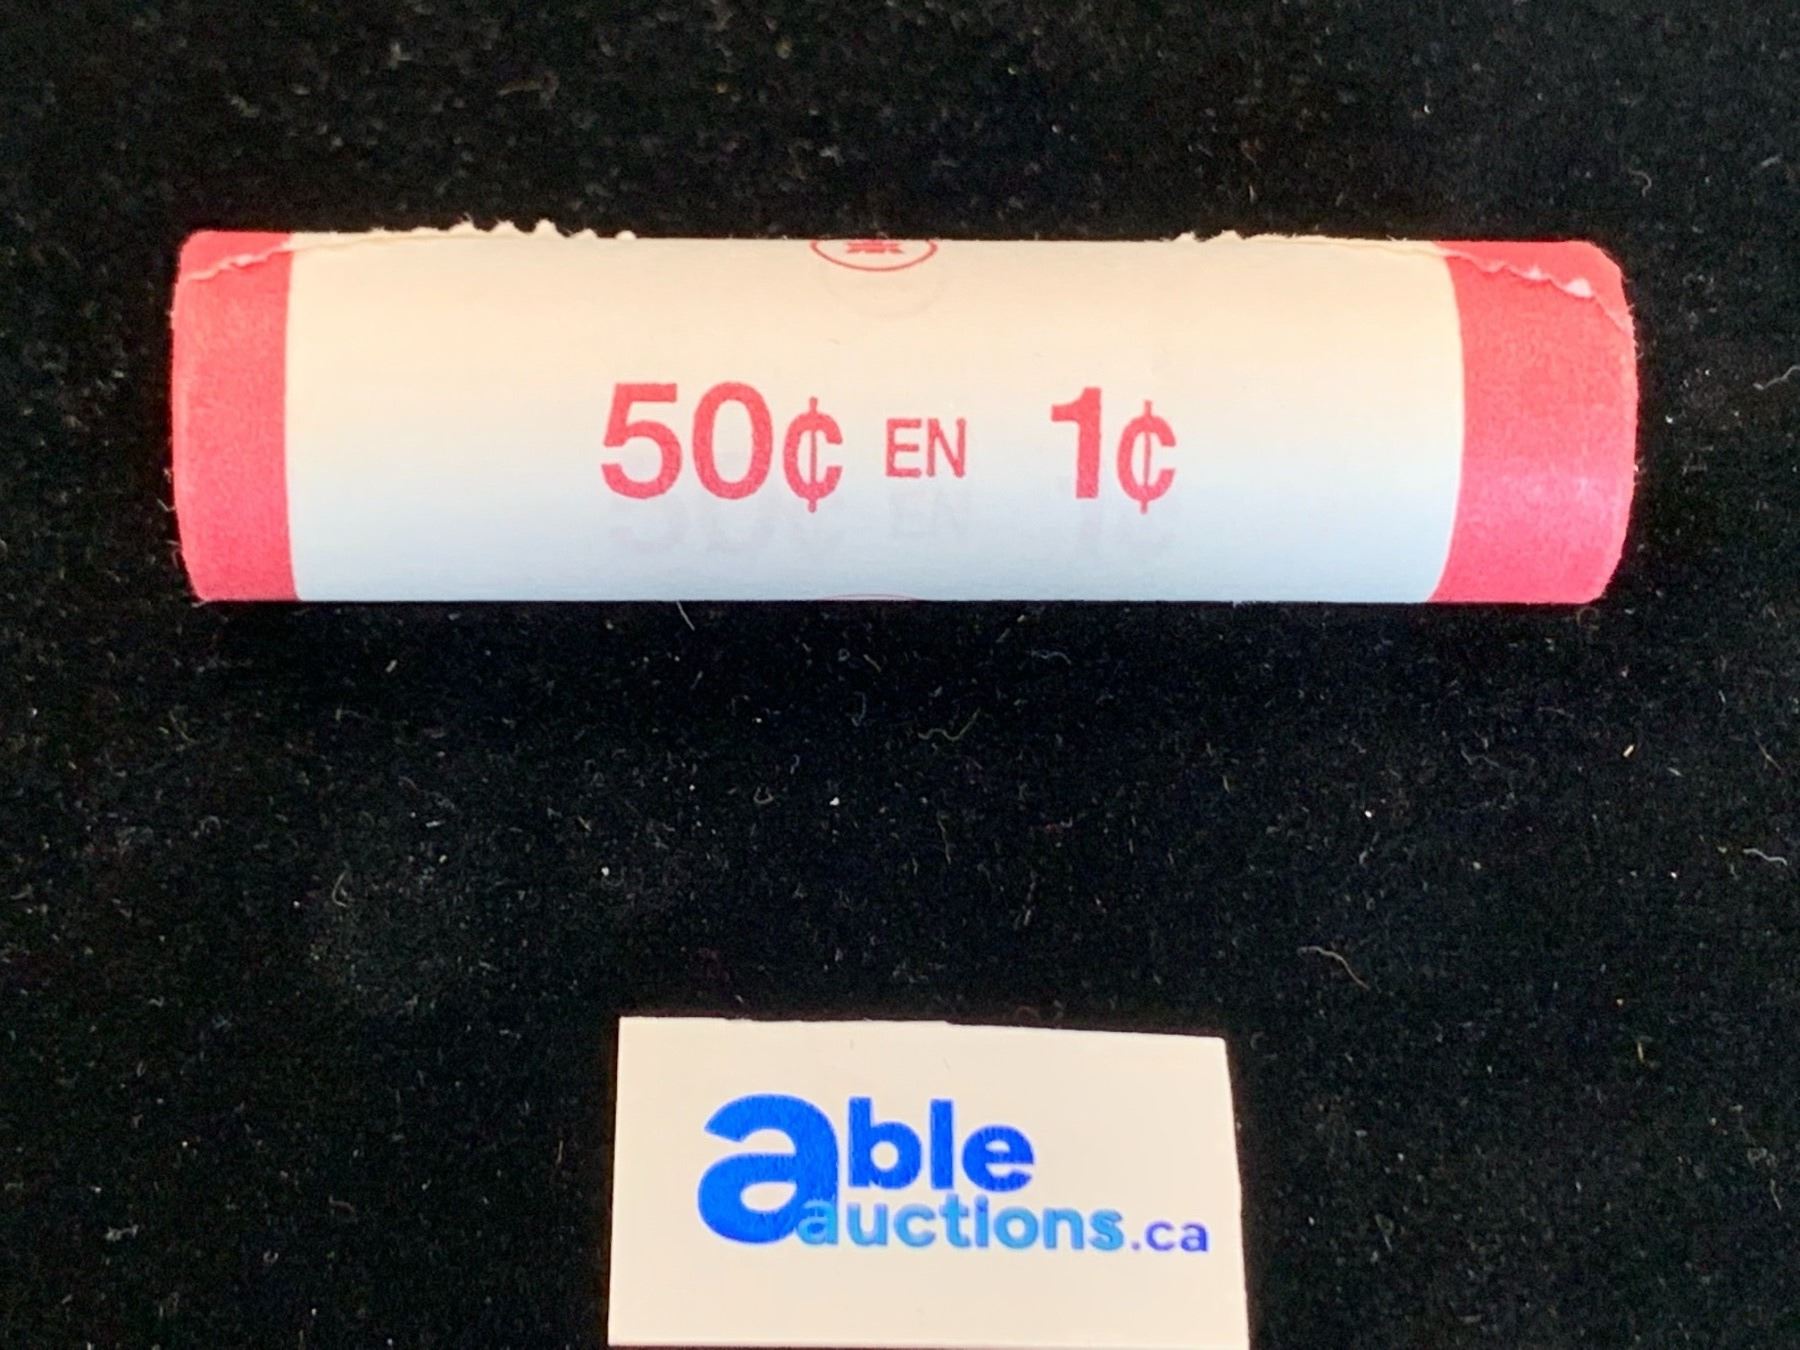 50¢ EN 1¢
able
auctions.ca